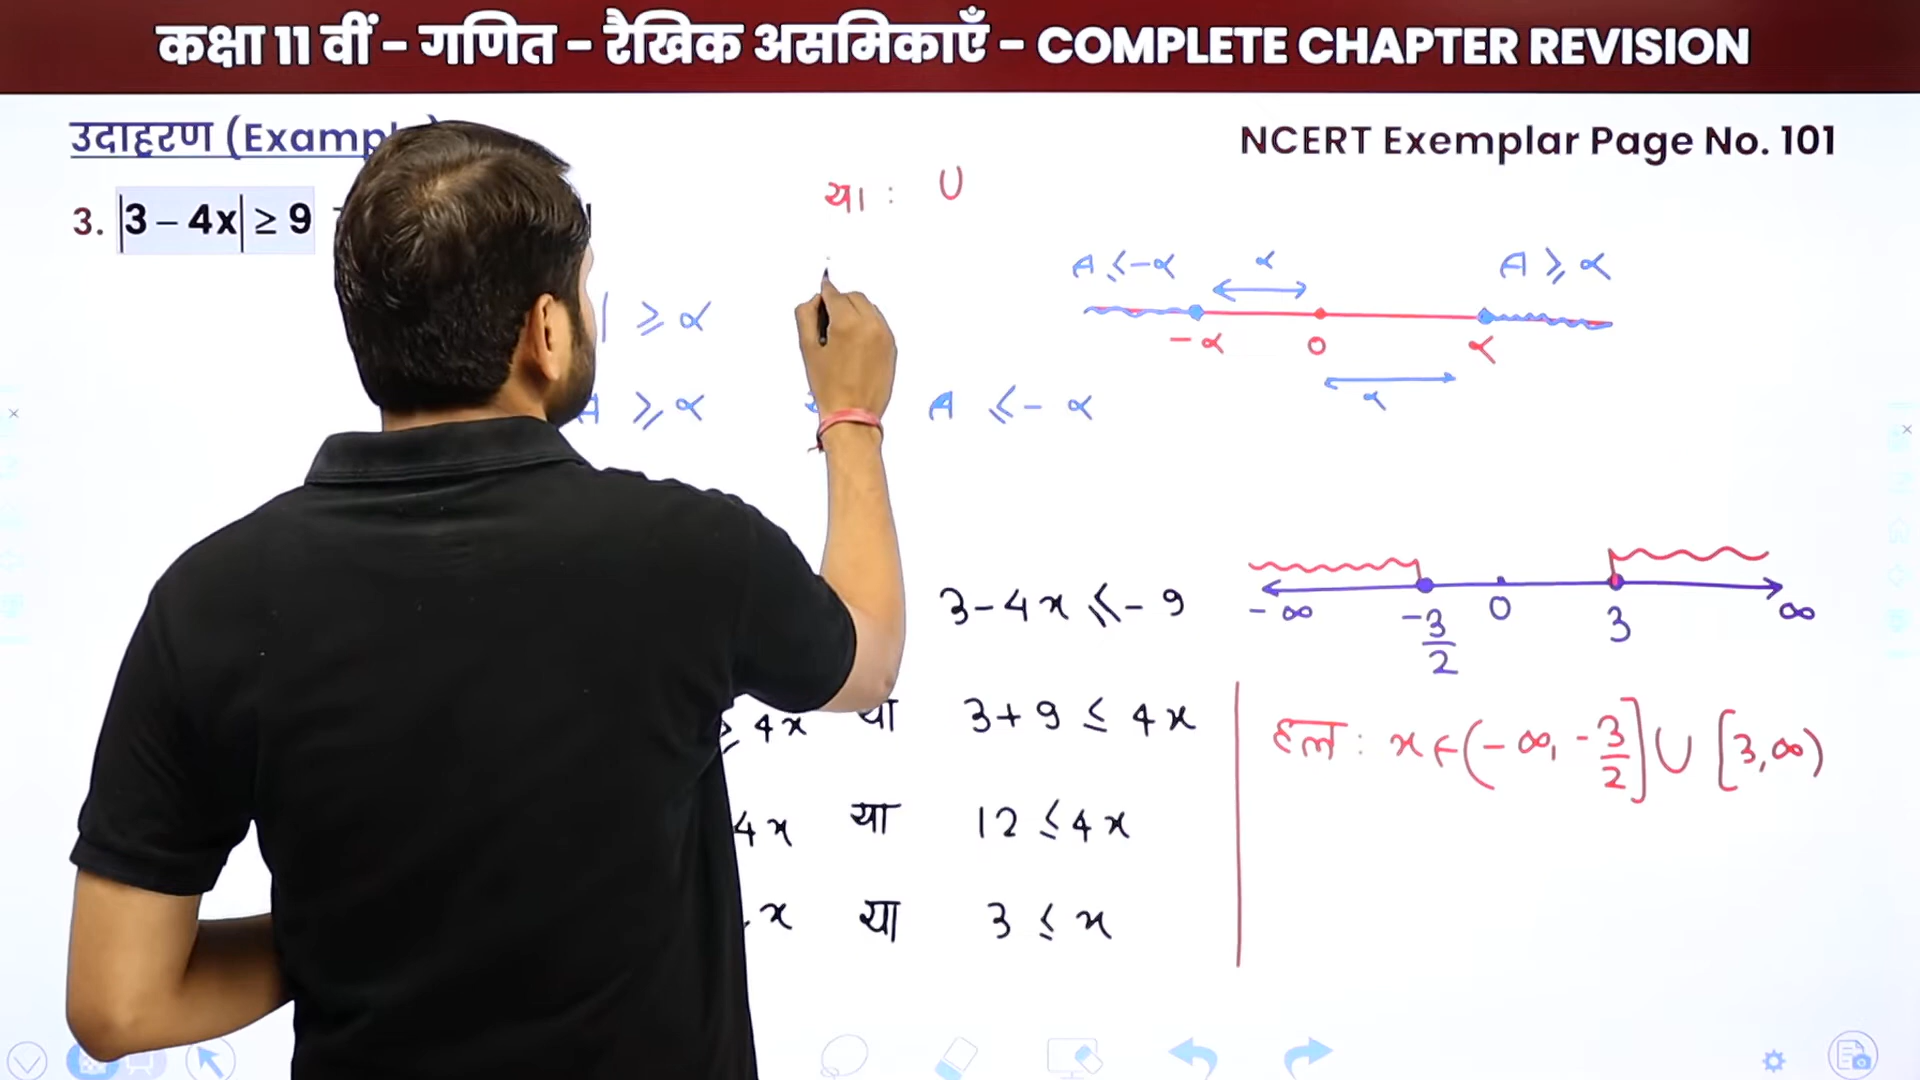 कक्षा 11 वीं - गणित - रैखिक असमिकाएँ - COMPLETE CHAPTER REVISION
उदाहरण (Exampl
NCERT Exemplar Page No. 101
3. |3 – 4x| ≥ 9
या : ∪
A ≤ -α
α
A ≥ α
| ≥ α
-α 0 α
α
A ≥ α
A ≤ - α
3 - 4x ≤ - 9
-∞ -3/2 0 3 ∞
≥ 4x या 3 + 9 ≤ 4x
हल : x ∈ (-∞, -3/2] ∪ [3, ∞)
4x या 12 ≤ 4x
x या 3 ≤ x